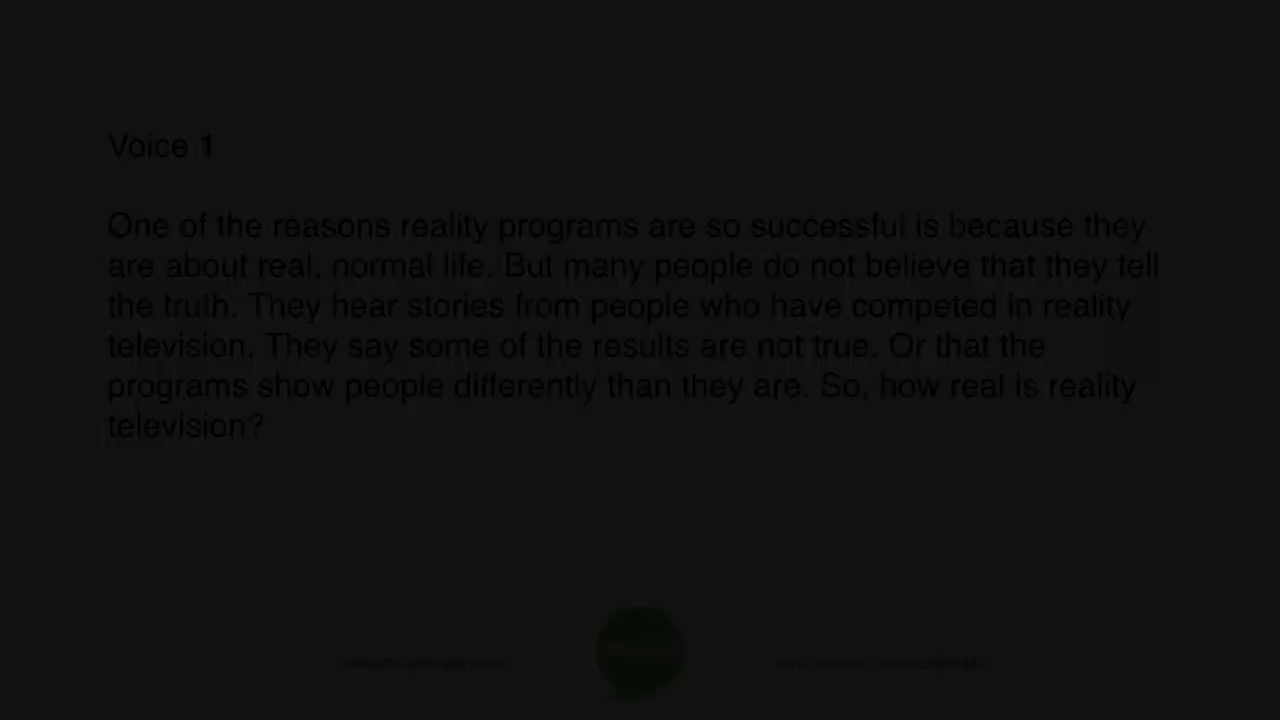 Voice 1
One of the reasons reality programs are so successful is because they
are about real, normal life. But many people do not believe that they tell
the truth. They hear stories from people who have competed in reality
television. They say some of the results are not true. Or that the
programs show people differently than they are. So, how real is reality
television?